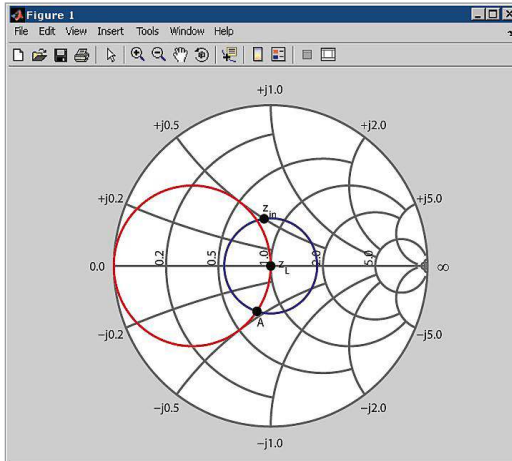 Figure 1
File Edit View Insert Tools Window Help
+j1.0
+j0.5
+j2.0
+j0.2
+j5.0
z_in
0.0
0.2
0.5
1.0
2.0
5.0
∞
z_L
A
−j0.2
−j5.0
−j0.5
−j2.0
−j1.0